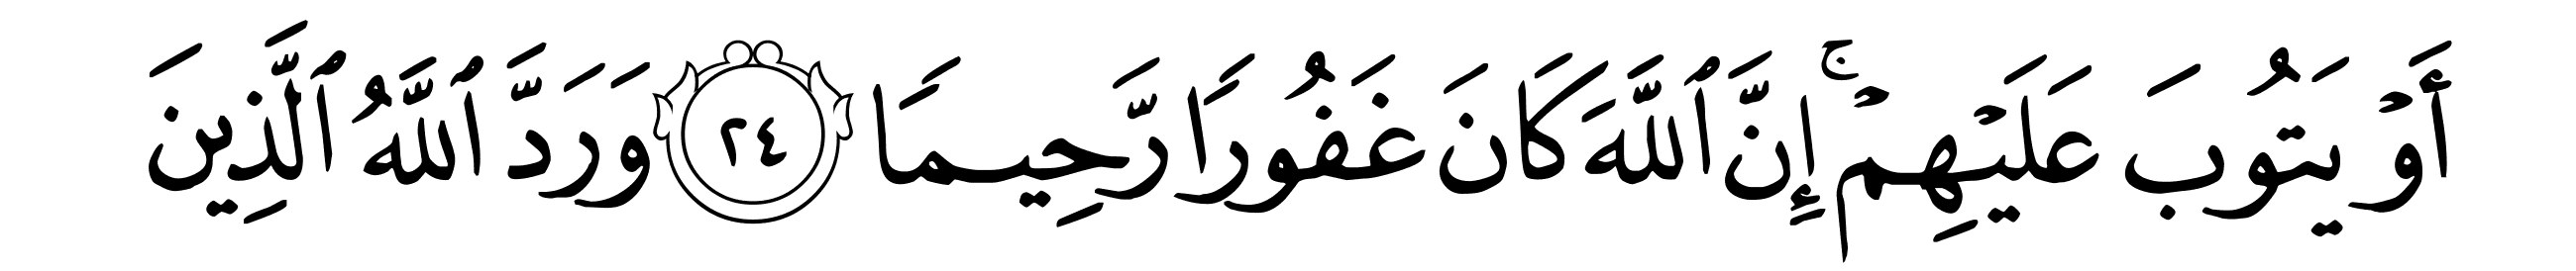 أَوۡ يَتُوبَ عَلَيۡهِمۡۚ إِنَّ ٱللَّهَ كَانَ غَفُورٗا رَّحِيمٗا ٢٤ وَرَدَّ ٱللَّهُ ٱلَّذِينَ